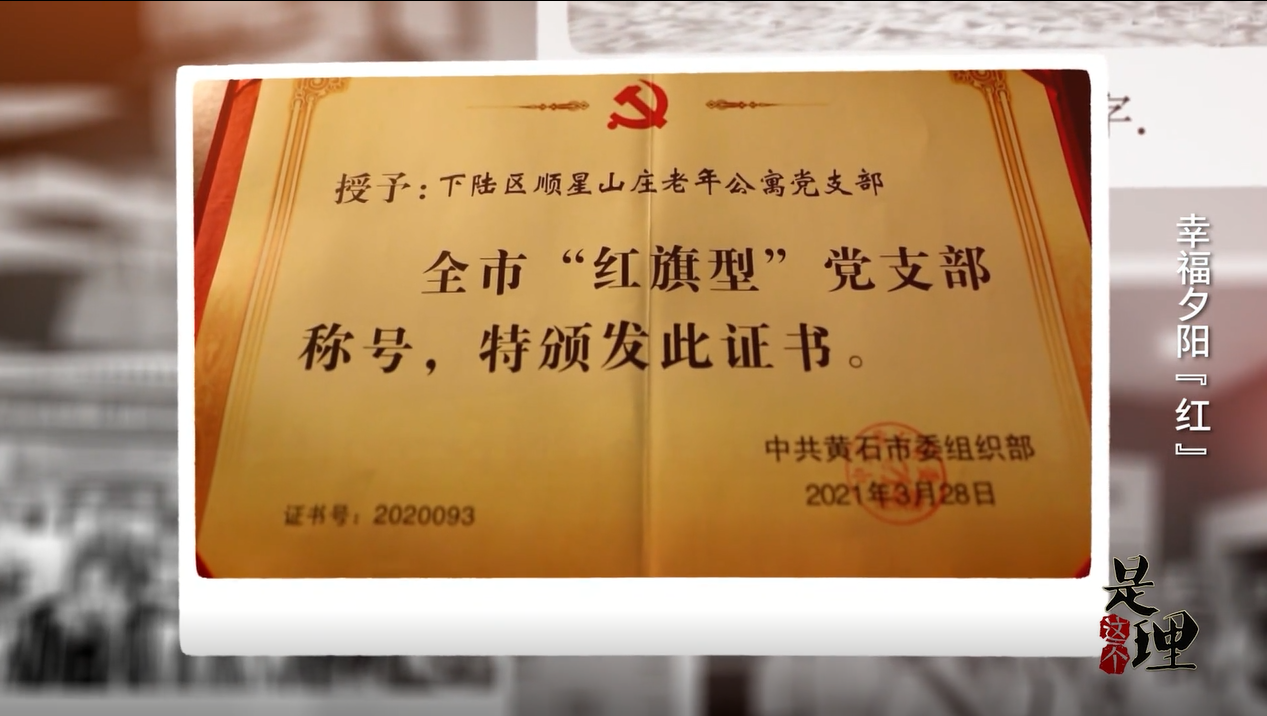 授予：下陆区顺星山庄老年公寓党支部
全市“红旗型”党支部
称号，特颁发此证书。
中共黄石市委组织部
2021年3月28日
证书号：2020093
字.
幸福夕阳『红』
是这个理